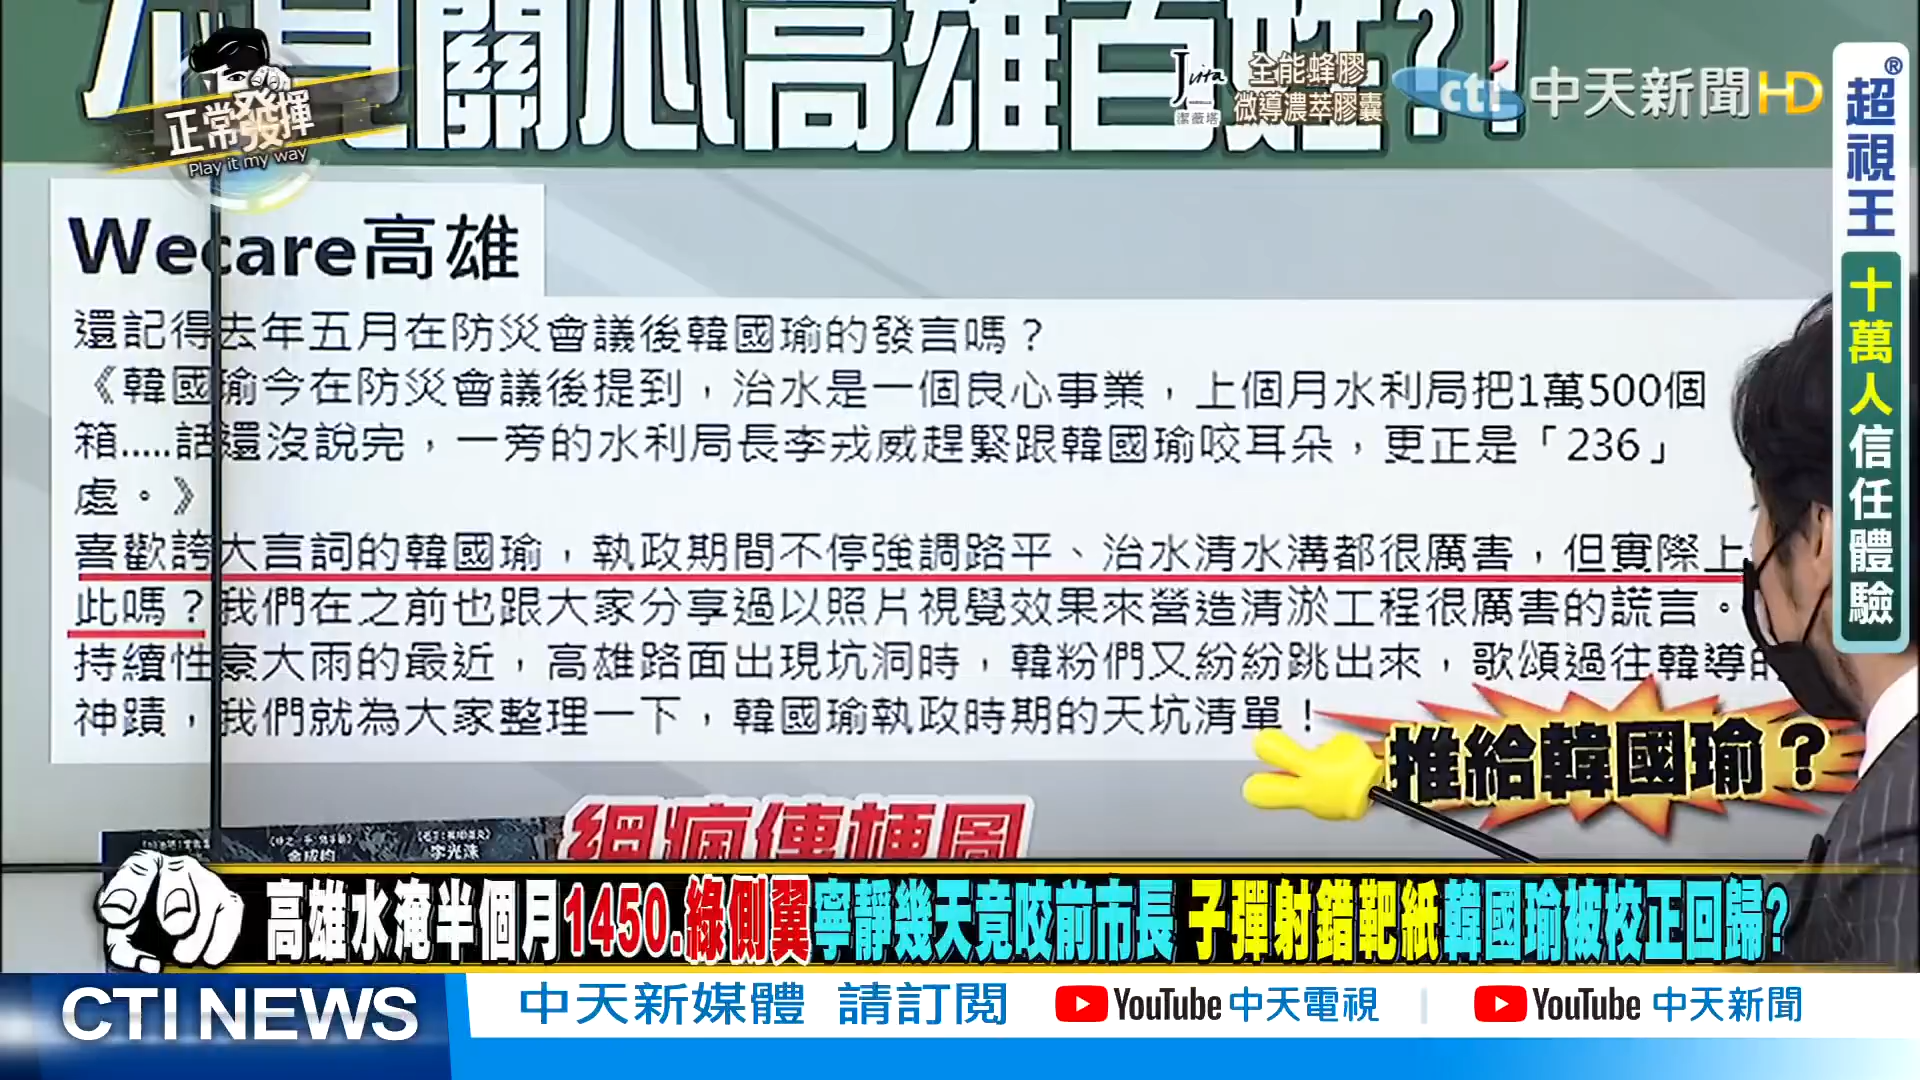 不見關心高雄百姓?!
正常發揮
Play it my way
Jvita
潔薇塔
全能蜂膠
微導濃萃膠囊
cti 中天新聞HD
超視王®
十萬人信任體驗
Wecare高雄
還記得去年五月在防災會議後韓國瑜的發言嗎？
《韓國瑜今在防災會議後提到，治水是一個良心事業，上個月水利局把1萬500個
箱.....話還沒說完，一旁的水利局長李戎威趕緊跟韓國瑜咬耳朵，更正是「236」
處。》
喜歡誇大言詞的韓國瑜，執政期間不停強調路平、治水清水溝都很厲害，但實際上
此嗎？我們在之前也跟大家分享過以照片視覺效果來營造清淤工程很厲害的謊言。
持續性豪大雨的最近，高雄路面出現坑洞時，韓粉們又紛紛跳出來，歌頌過往韓導的
神蹟，我們就為大家整理一下，韓國瑜執政時期的天坑清單！
推給韓國瑜？
網瘋傳梗圖
李光洙
高雄水淹半個月1450.綠側翼寧靜幾天竟咬前市長 子彈射錯靶紙韓國瑜被校正回歸?
CTI NEWS
中天新媒體 請訂閱 YouTube 中天電視 | YouTube 中天新聞